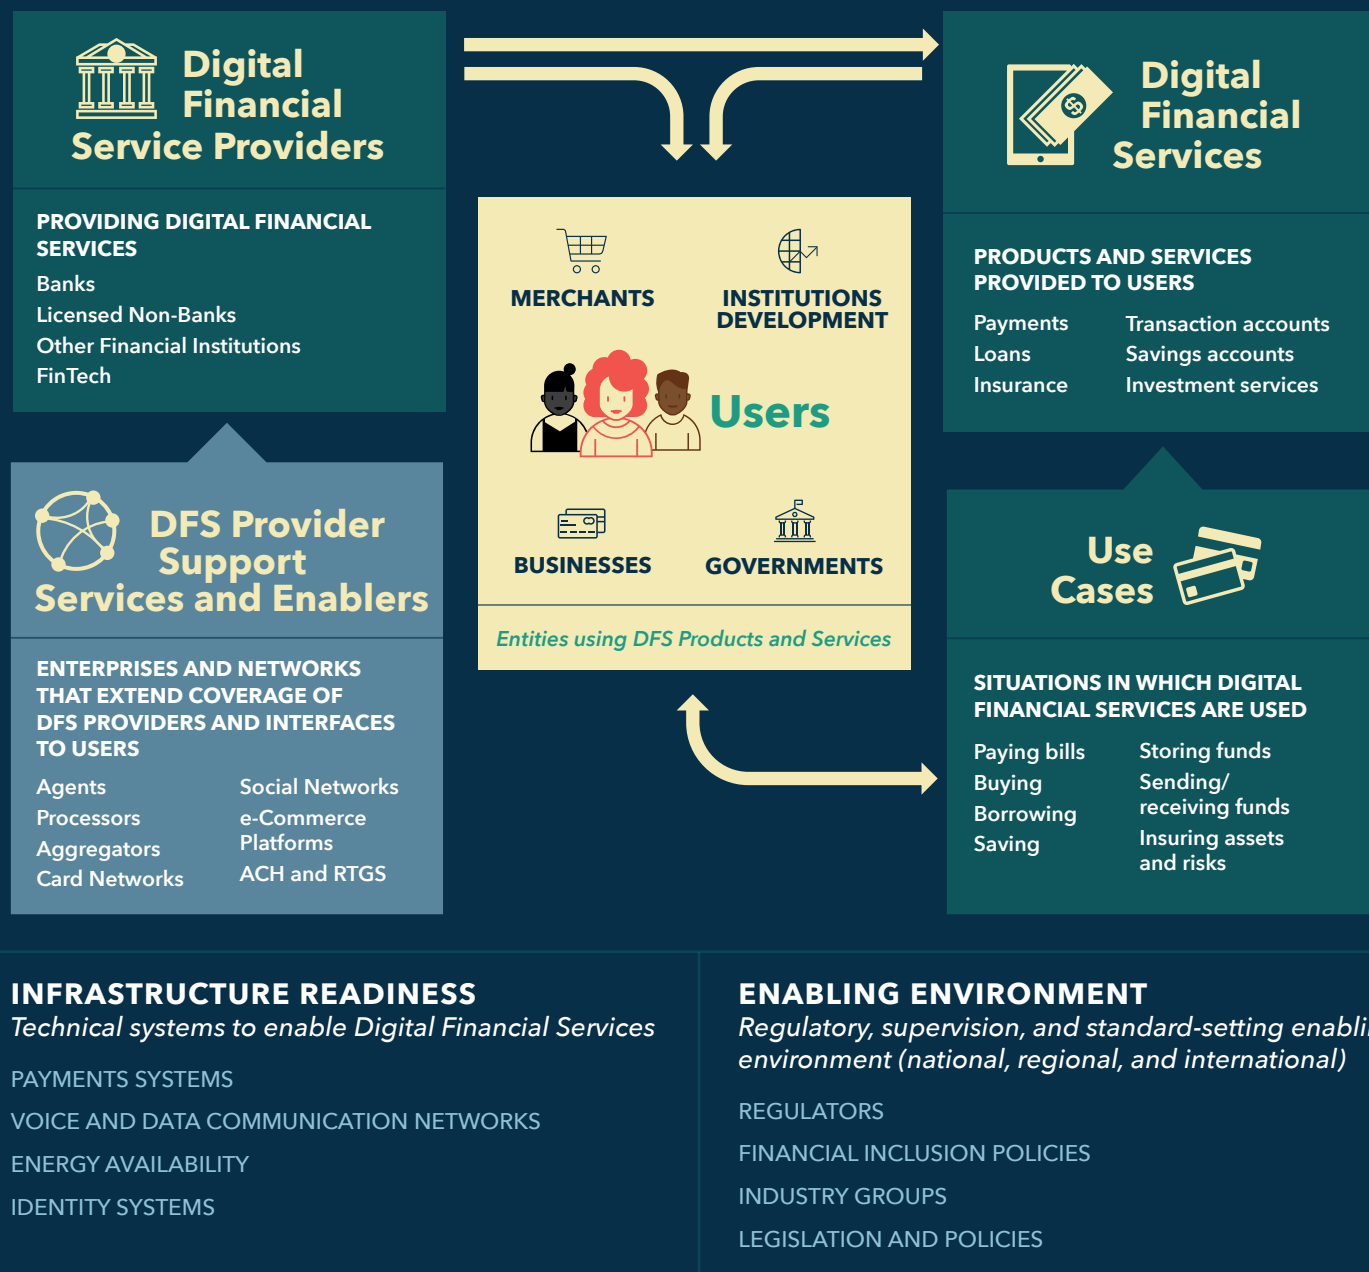 Digital
Financial
Service Providers
PROVIDING DIGITAL FINANCIAL
SERVICES
Banks
Licensed Non-Banks
Other Financial Institutions
FinTech
DFS Provider
Support
Services and Enablers
ENTERPRISES AND NETWORKS
THAT EXTEND COVERAGE OF
DFS PROVIDERS AND INTERFACES
TO USERS
Agents
Processors
Aggregators
Card Networks
Social Networks
e-Commerce
Platforms
ACH and RTGS
MERCHANTS
INSTITUTIONS
DEVELOPMENT
Users
BUSINESSES
GOVERNMENTS
Entities using DFS Products and Services
Digital
Financial
Services
PRODUCTS AND SERVICES
PROVIDED TO USERS
Payments
Loans
Insurance
Transaction accounts
Savings accounts
Investment services
Use
Cases
SITUATIONS IN WHICH DIGITAL
FINANCIAL SERVICES ARE USED
Paying bills
Buying
Borrowing
Saving
Storing funds
Sending/
receiving funds
Insuring assets
and risks
INFRASTRUCTURE READINESS
Technical systems to enable Digital Financial Services
PAYMENTS SYSTEMS
VOICE AND DATA COMMUNICATION NETWORKS
ENERGY AVAILABILITY
IDENTITY SYSTEMS
ENABLING ENVIRONMENT
Regulatory, supervision, and standard-setting
environment (national, regional, and international)
REGULATORS
FINANCIAL INCLUSION POLICIES
INDUSTRY GROUPS
LEGISLATION AND POLICIES